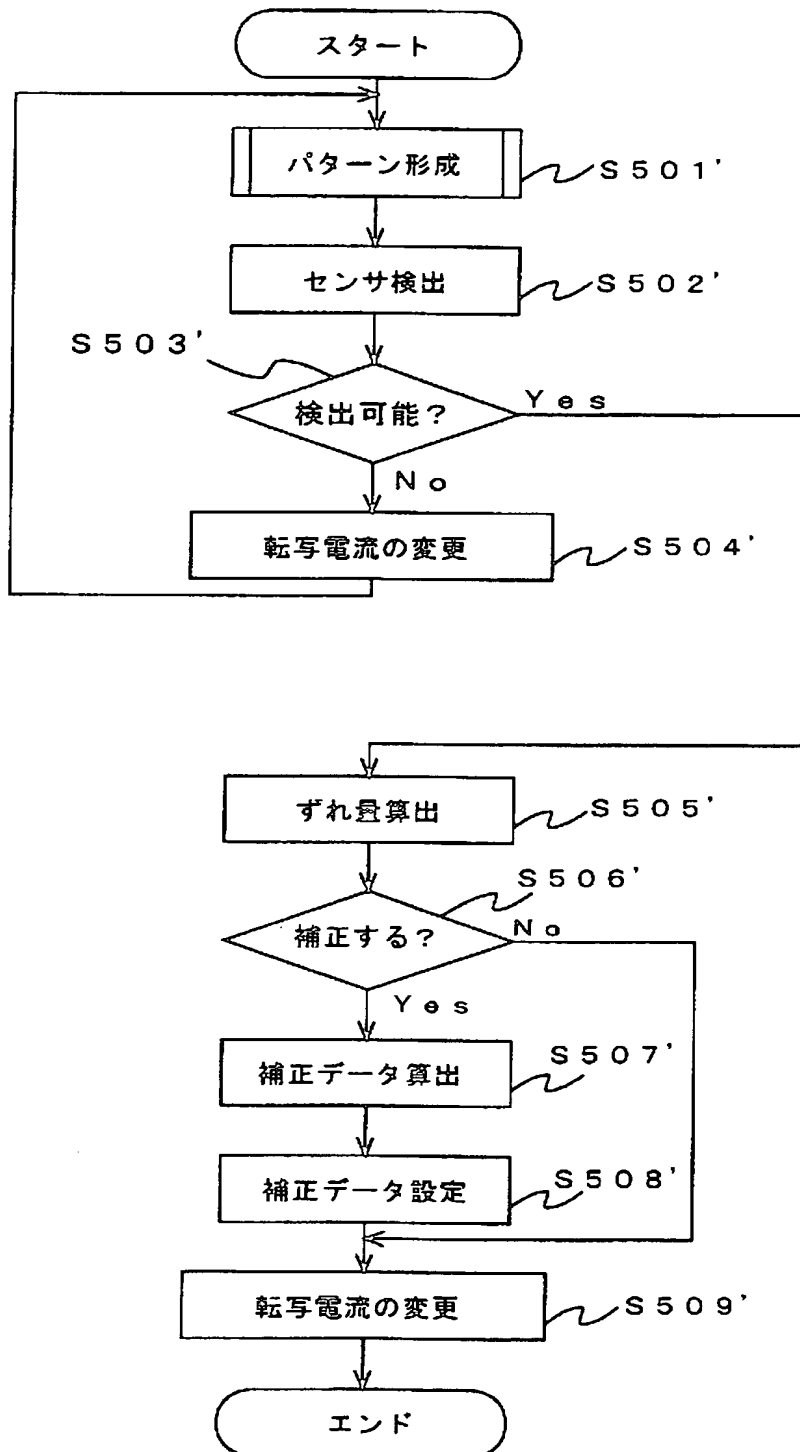 スタート
パターン形成
S501'
センサ検出
S502'
S503'
検出可能?
Yes
No
転写電流の変更
S504'
ずれ量算出
S505'
S506'
補正する?
No
Yes
補正データ算出
S507'
補正データ設定
S508'
転写電流の変更
S509'
エンド